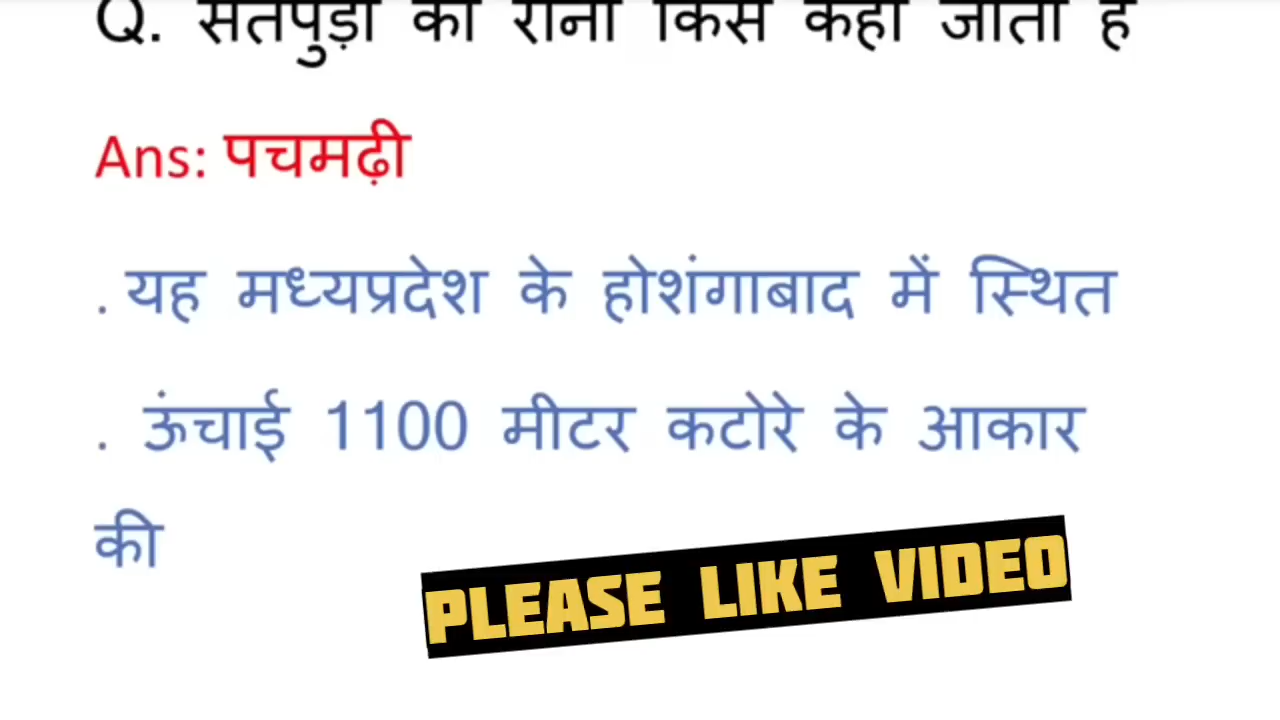 Q. सतपुड़ा की रानी किसे कहा जाता है
Ans: पचमढ़ी
. यह मध्यप्रदेश के होशंगाबाद में स्थित
. ऊंचाई 1100 मीटर कटोरे के आकार
की
PLEASE LIKE VIDEO